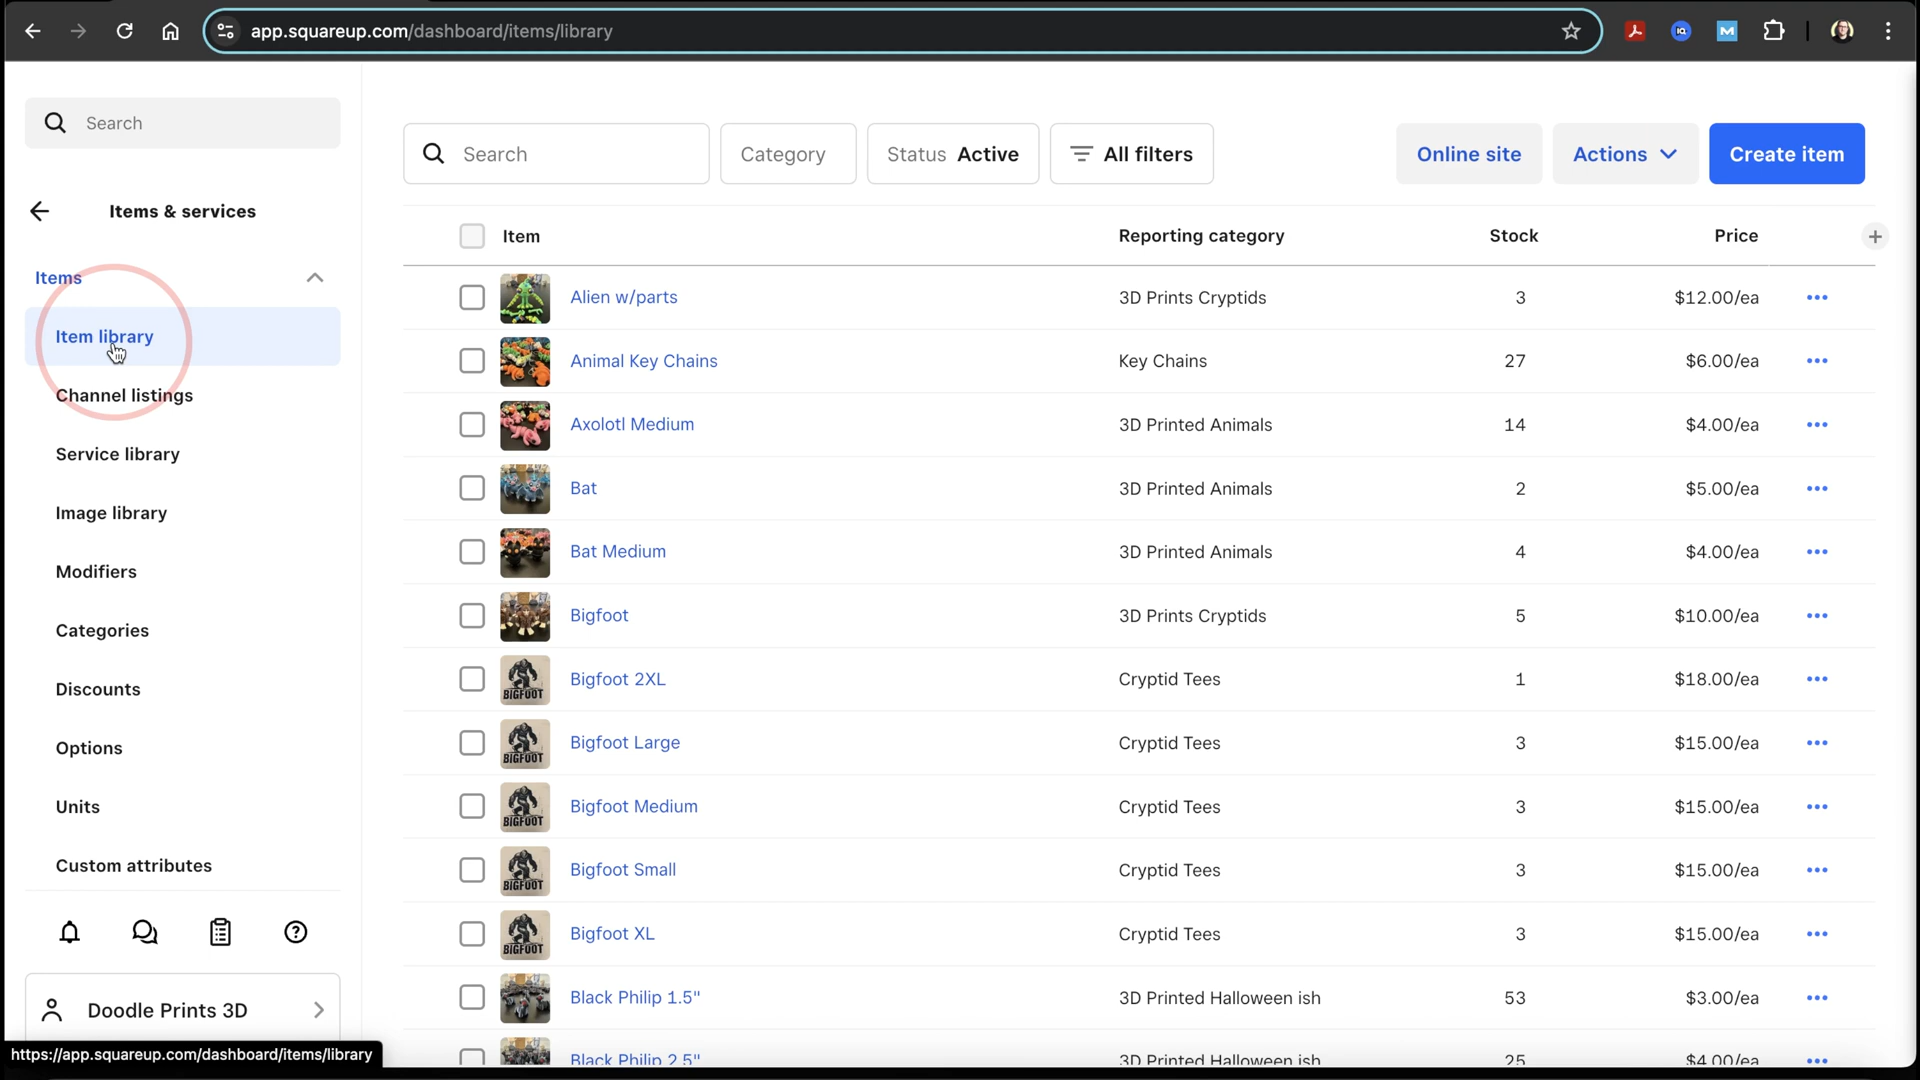 app.squareup.com/dashboard/items/library
Search
Items & services
Items
Item library
Channel listings
Service library
Image library
Modifiers
Categories
Discounts
Options
Units
Custom attributes
Doodle Prints 3D
https://app.squareup.com/dashboard/items/library
Search
Category
Status Active
All filters
Online site
Actions
Create item
Item Reporting category Stock Price
Alien w/parts 3D Prints Cryptids 3 $12.00/ea
Animal Key Chains Key Chains 27 $6.00/ea
Axolotl Medium 3D Printed Animals 14 $4.00/ea
Bat 3D Printed Animals 2 $5.00/ea
Bat Medium 3D Printed Animals 4 $4.00/ea
Bigfoot 3D Prints Cryptids 5 $10.00/ea
BIGFOOT Bigfoot 2XL Cryptid Tees 1 $18.00/ea
BIGFOOT Bigfoot Large Cryptid Tees 3 $15.00/ea
BIGFOOT Bigfoot Medium Cryptid Tees 3 $15.00/ea
BIGFOOT Bigfoot Small Cryptid Tees 3 $15.00/ea
BIGFOOT Bigfoot XL Cryptid Tees 3 $15.00/ea
Black Philip 1.5" 3D Printed Halloween ish 53 $3.00/ea
Black Philip 2.5" 3D Printed Halloween ish 25 $4.00/ea